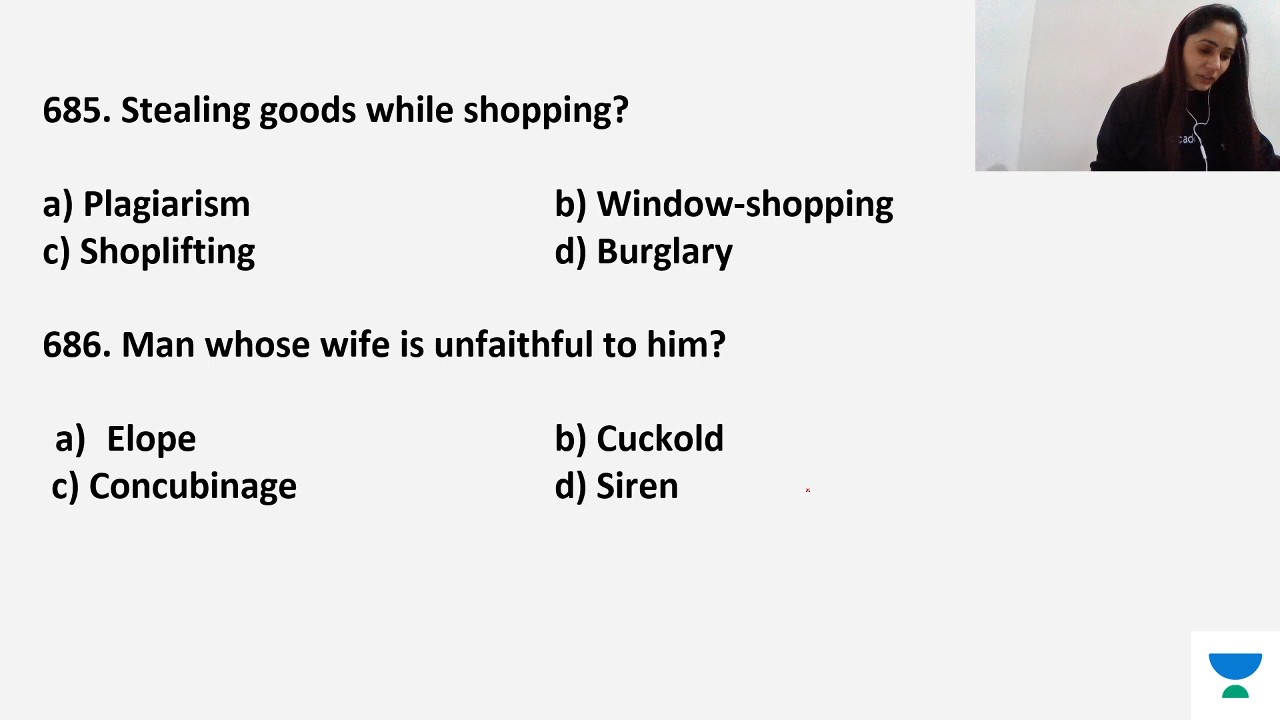 685. Stealing goods while shopping?
a) Plagiarism b) Window-shopping
c) Shoplifting d) Burglary
686. Man whose wife is unfaithful to him?
a) Elope b) Cuckold
c) Concubinage d) Siren